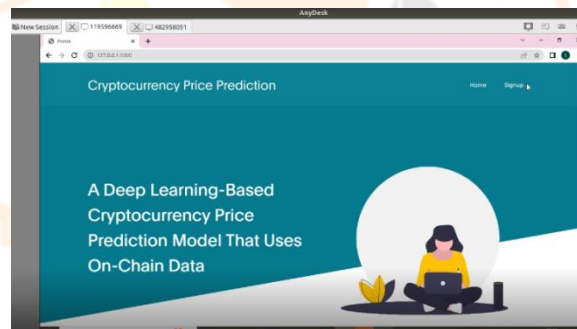 AnyDesk
New Session 119596669 482958031
Home
127.0.0.1:5000
Cryptocurrency Price Prediction
Home Signup
A Deep Learning-Based
Cryptocurrency Price
Prediction Model That Uses
On-Chain Data